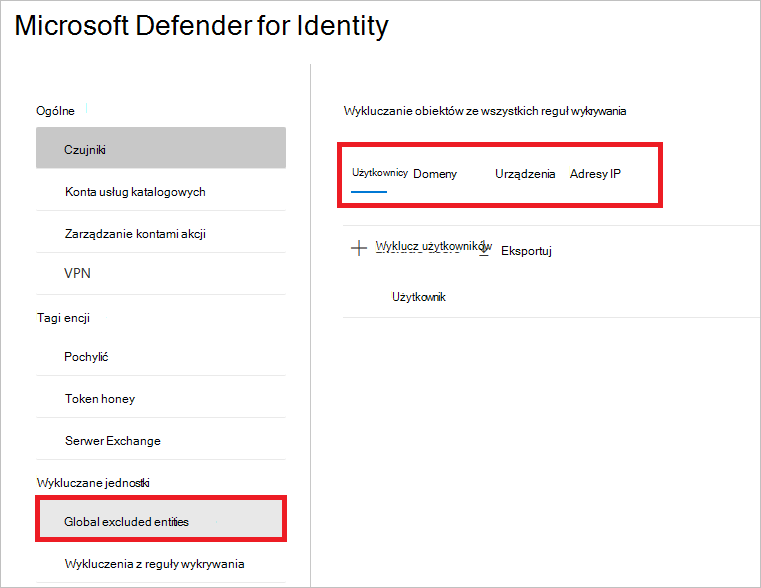 Microsoft Defender for Identity
Ogólne
Czujniki
Konta usług katalogowych
Zarządzanie kontami akcji
VPN
Tagi encji
Pochylić
Token honey
Serwer Exchange
Wykluczane jednostki
Global excluded entities
Wykluczenia z reguły wykrywania
Wykluczanie obiektów ze wszystkich reguł wykrywania
Użytkownicy Domeny Urządzenia Adresy IP
Wyklucz użytkowników Eksportuj
Użytkownik